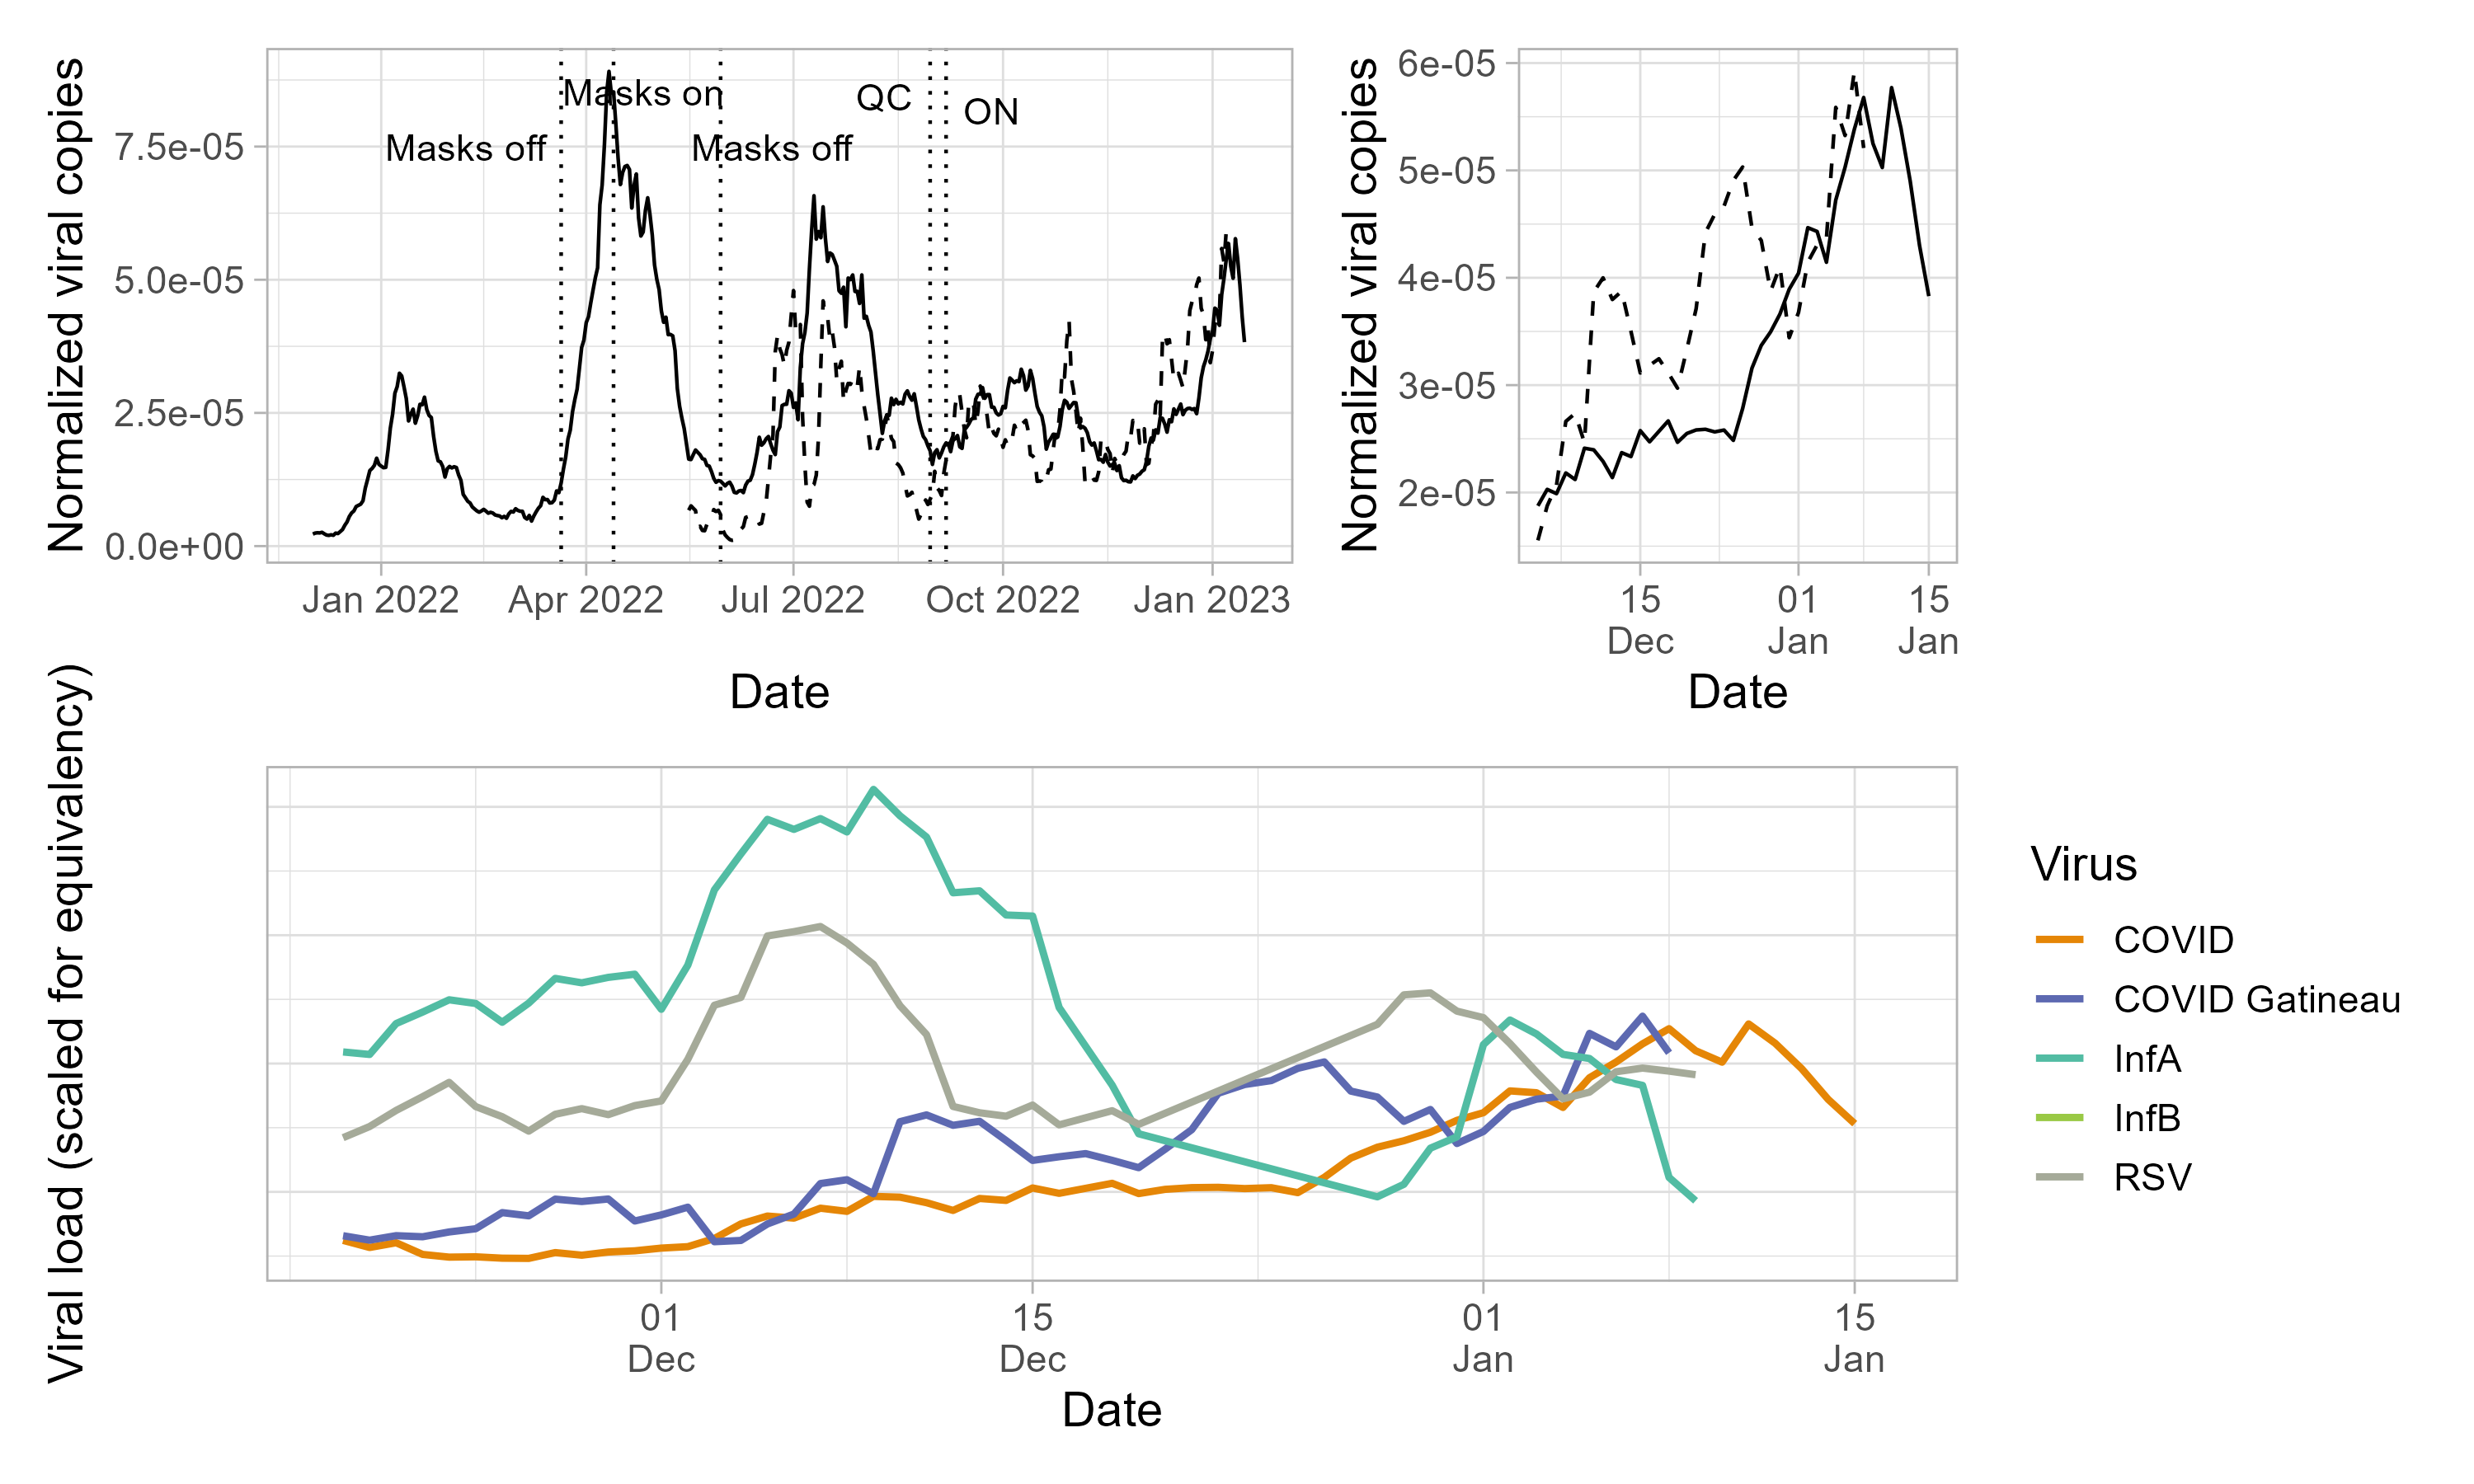 Normalized viral copies
7.5e-05
5.0e-05
2.5e-05
0.0e+00
Masks off
Masks on
Masks off
QC
ON
Jan 2022
Apr 2022
Jul 2022
Oct 2022
Jan 2023
Date
Normalized viral copies
6e-05
5e-05
4e-05
3e-05
2e-05
15
Dec
01
Jan
15
Jan
Date
Viral load (scaled for equivalency)
01
Dec
15
Dec
01
Jan
15
Jan
Date
Virus
COVID
COVID Gatineau
InfA
InfB
RSV